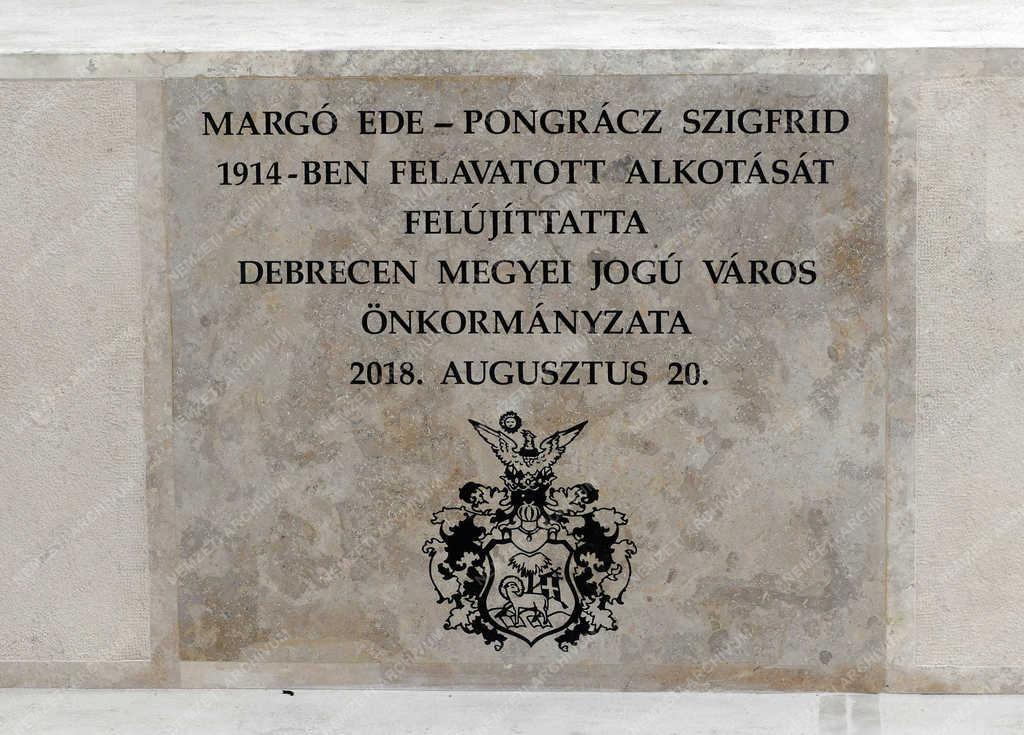 MARGÓ EDE – PONGRÁCZ SZIGFRID
1914-BEN FELAVATOTT ALKOTÁSÁT
FELÚJÍTTATTA
DEBRECEN MEGYEI JOGÚ VÁROS
ÖNKORMÁNYZATA
2018. AUGUSZTUS 20.